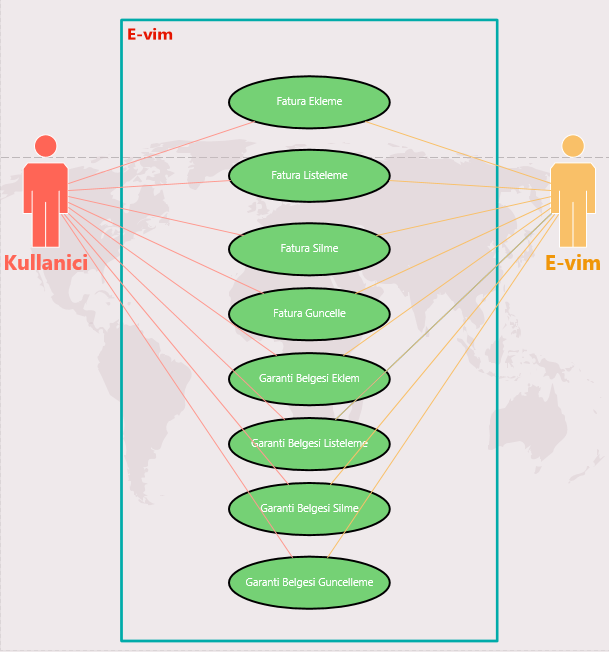 E-vim
Fatura Ekleme
Fatura Listeleme
Fatura Silme
Kullanici
E-vim
Fatura Guncelle
Garanti Belgesi Eklem
Garanti Belgesi Listeleme
Garanti Belgesi Silme
Garanti Belgesi Guncelleme